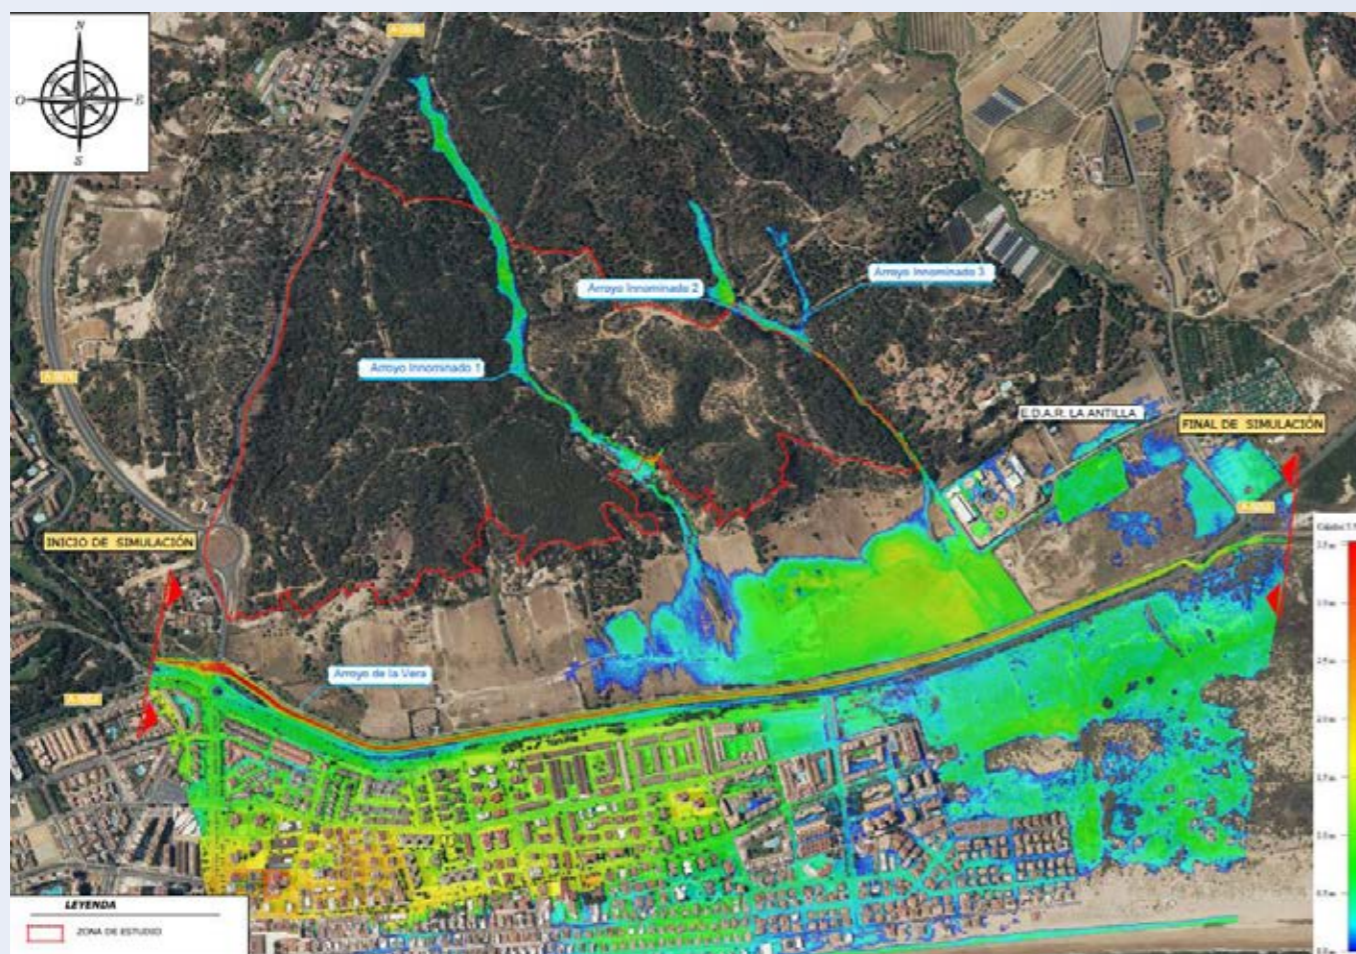 N
O
E
S
Arroyo Innominado 3
Arroyo Innominado 2
Arroyo Innominado 1
E.D.A.R. LA ANTILLA
FINAL DE SIMULACIÓN
INICIO DE SIMULACIÓN
Arroyo de la Vera
LEYENDA
ZONA DE ESTUDIO